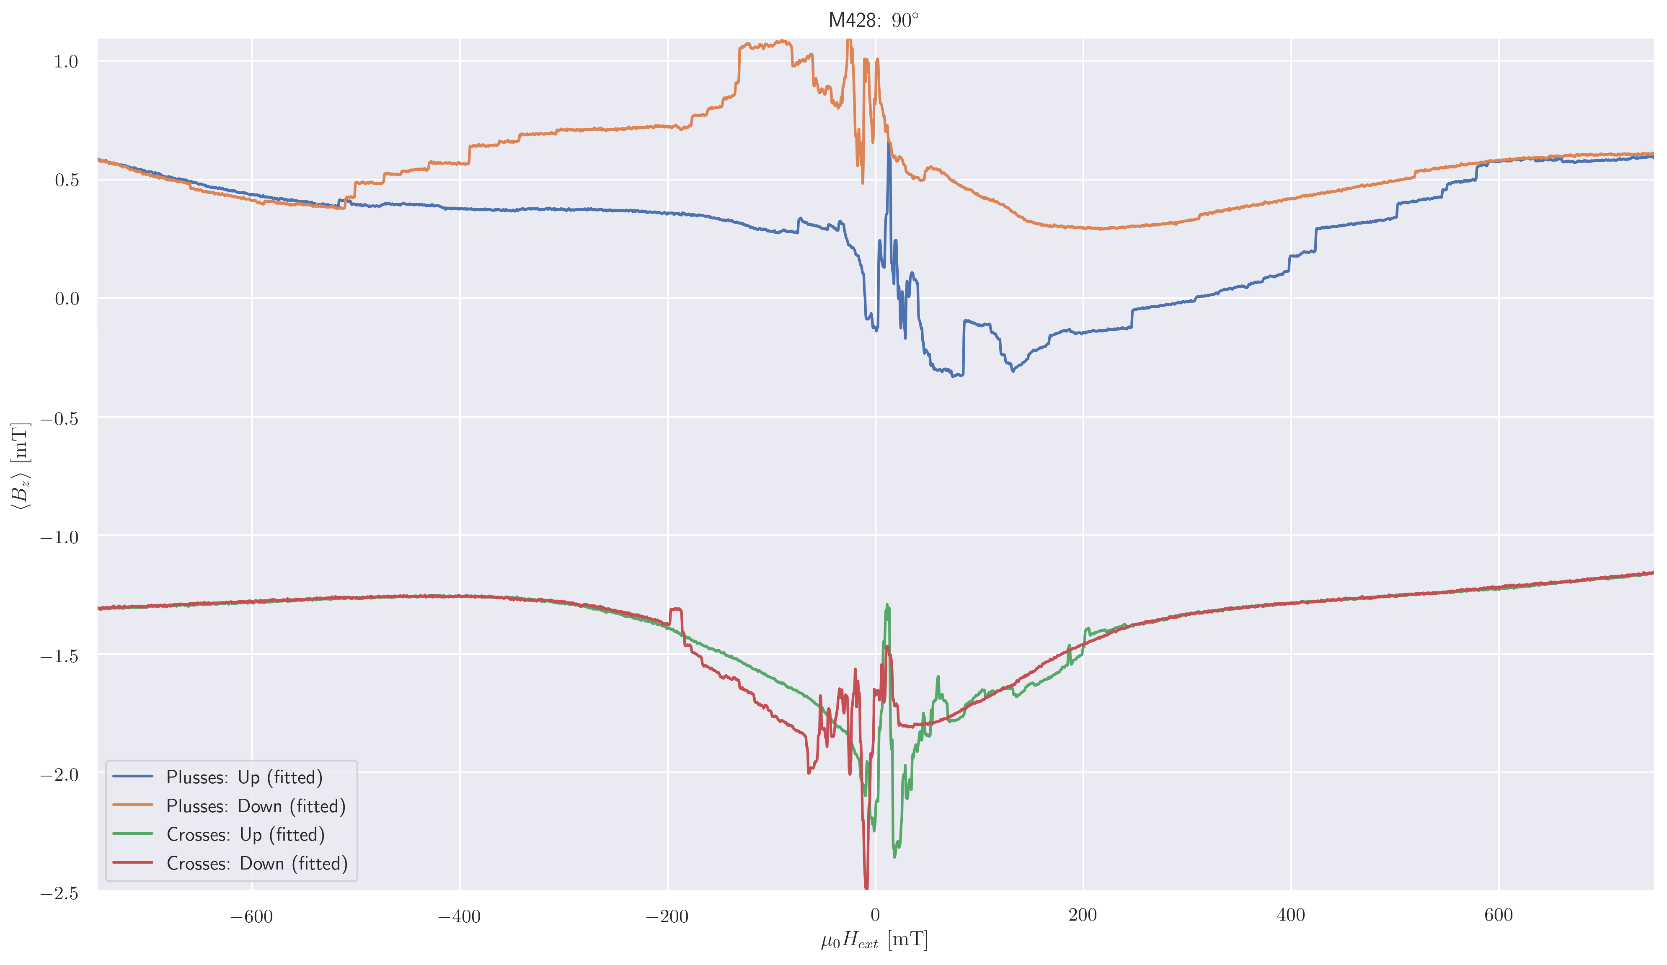 M428: 90°
1.0
0.5
0.0
−0.5
−1.0
−1.5
−2.0
−2.5
⟨B_z⟩ [mT]
Plusses: Up (fitted)
Plusses: Down (fitted)
Crosses: Up (fitted)
Crosses: Down (fitted)
−600 −400 −200 0 200 400 600
μ₀H_ext [mT]